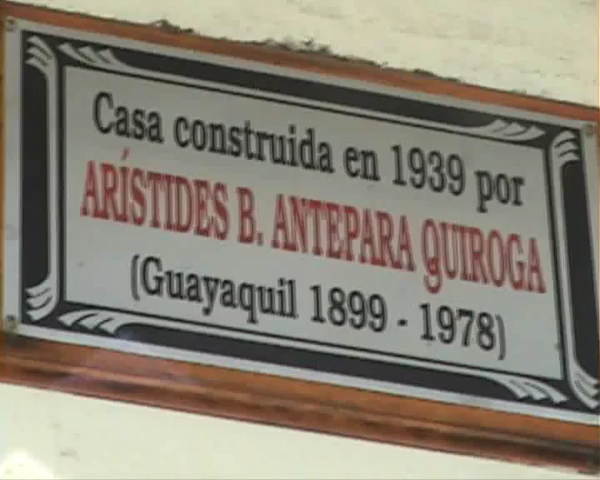 Casa construida en 1939 por
ARÍSTIDES B. ANTEPARA QUIROGA
(Guayaquil 1899 - 1978)